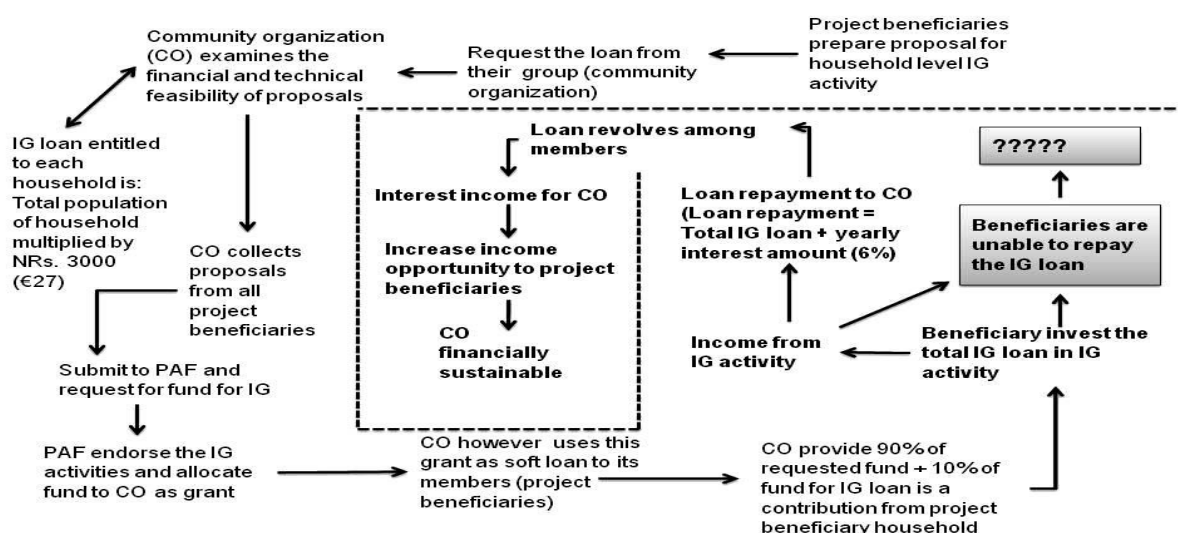 Project beneficiaries
prepare proposal for
household level IG
activity
Request the loan from
their group (community
organization)
Community organization
(CO) examines the
financial and technical
feasibility of proposals
IG loan entitled
to each
household is:
Total population
of household
multiplied by
NRs. 3000
(€27)
CO collects
proposals
from all
project
beneficiaries
Submit to PAF and
request for fund for IG
PAF endorse the IG
activities and allocate
fund to CO as grant
CO however uses this
grant as soft loan to its
members (project
beneficiaries)
CO provide 90% of
requested fund + 10% of
fund for IG loan is a
contribution from project
beneficiary household
Beneficiary invest the
total IG loan in IG
activity
Income from
IG activity
Loan repayment to CO
(Loan repayment =
Total IG loan + yearly
interest amount (6%)
Loan revolves among
members
Interest income for CO
Increase income
opportunity to project
beneficiaries
CO
financially
sustainable
Beneficiaries are
unable to repay
the IG loan
?????